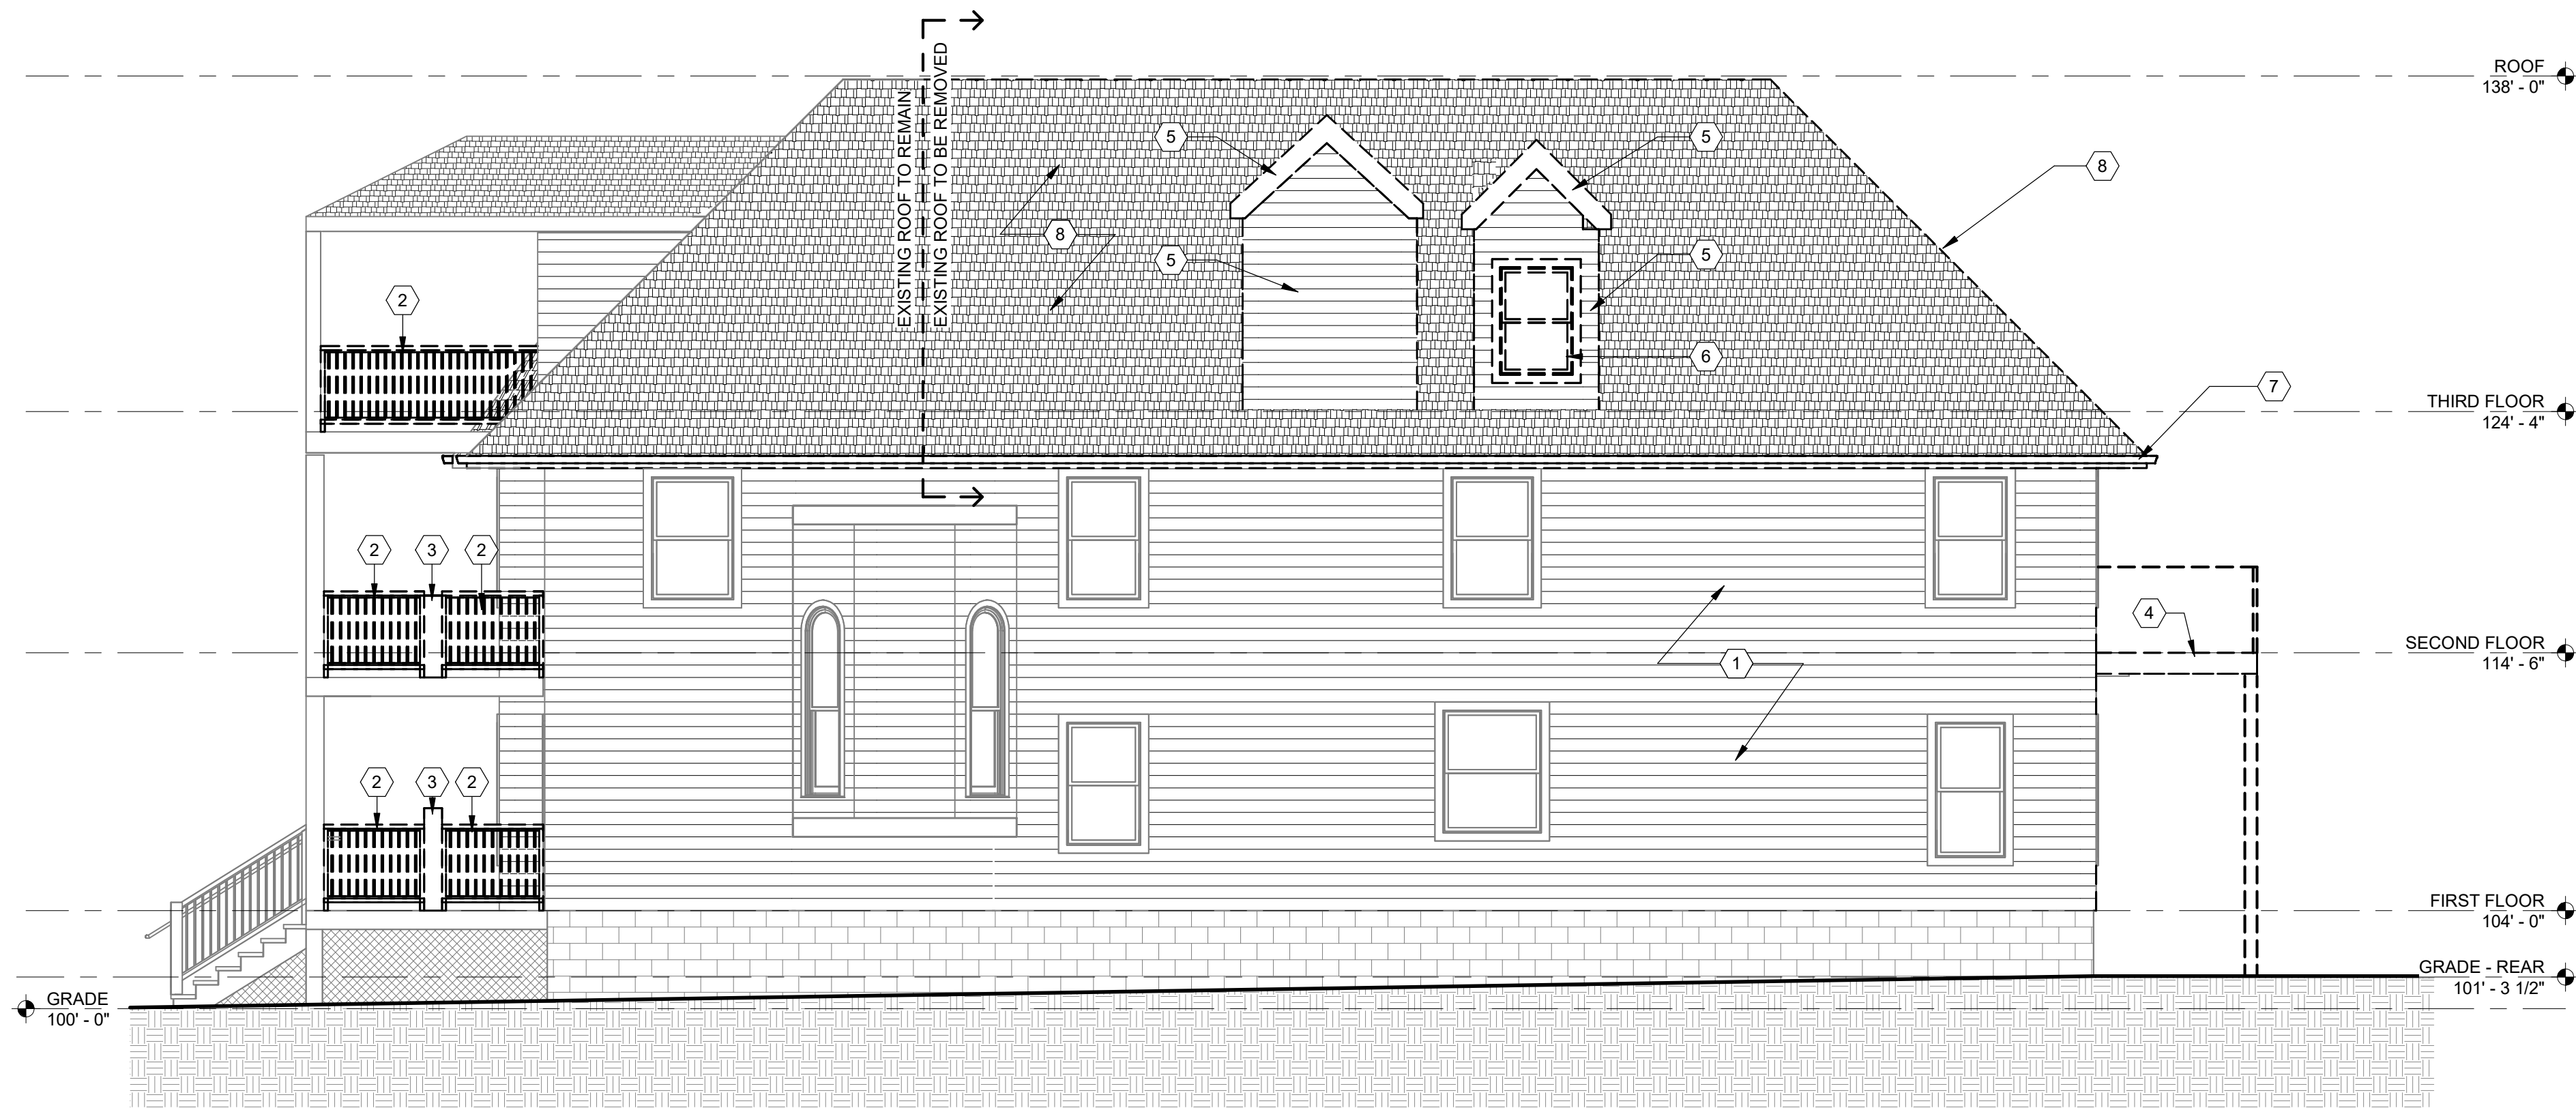 ROOF
138' - 0"
EXISTING ROOF TO REMAIN
EXISTING ROOF TO BE REMOVED
5
5
8
8
5
5
2
6
7
THIRD FLOOR
124' - 4"
2
3
2
4
1
SECOND FLOOR
114' - 6"
2
3
2
FIRST FLOOR
104' - 0"
GRADE - REAR
101' - 3 1/2"
GRADE
100' - 0"